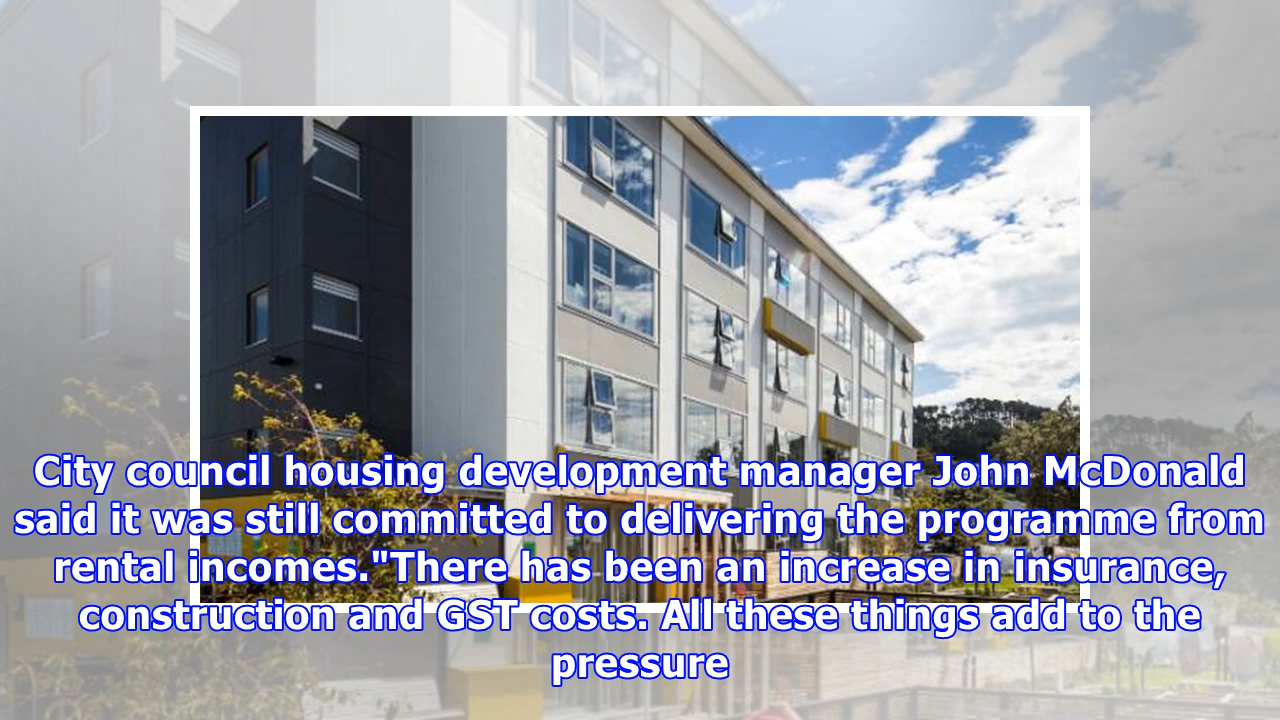 City council housing development manager John McDonald
said it was still committed to delivering the programme from
rental incomes."There has been an increase in insurance,
construction and GST costs. All these things add to the
pressure